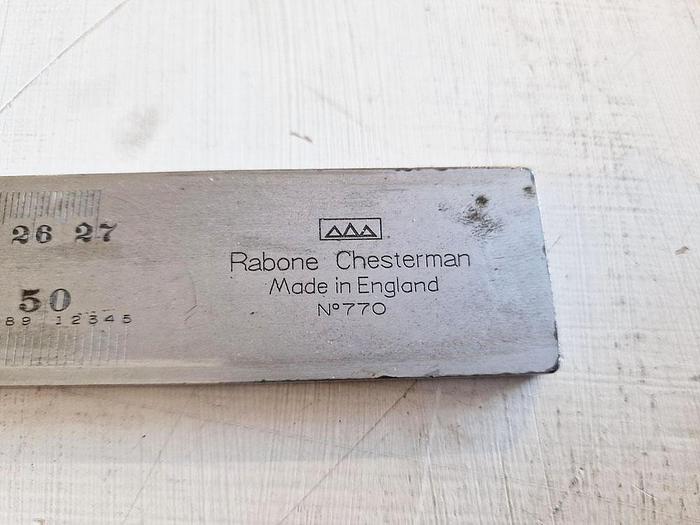 26 27
50
89 12345
Rabone Chesterman
Made in England
Nº770